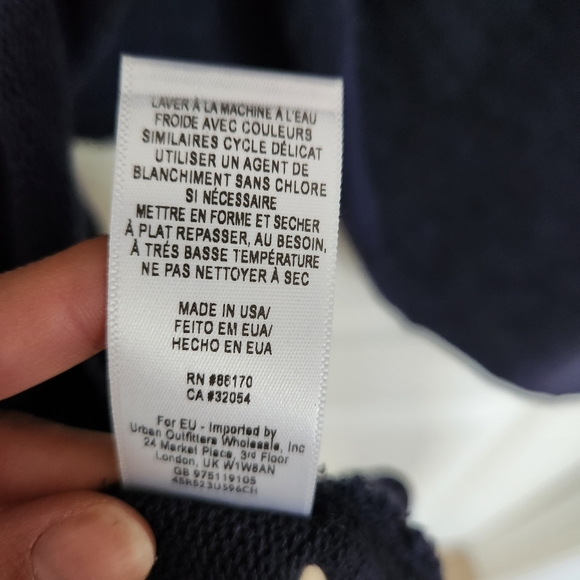 LAVER À LA MACHINE À L'EAU
FROIDE AVEC COULEURS
SIMILAIRES CYCLE DÉLICAT
UTILISER UN AGENT DE
BLANCHIMENT SANS CHLORE
SI NÉCESSAIRE
METTRE EN FORME ET SECHER
À PLAT REPASSER, AU BESOIN,
À TRÉS BASSE TEMPÉRATURE
NE PAS NETTOYER À SEC
MADE IN USA/
FEITO EM EUA/
HECHO EN EUA
RN #66170
CA #32054
For EU - Imported by
Urban Outfitters Wholesale, Inc
24 Market Place, 3rd Floor
London, UK W1W8AN
GB 975119105